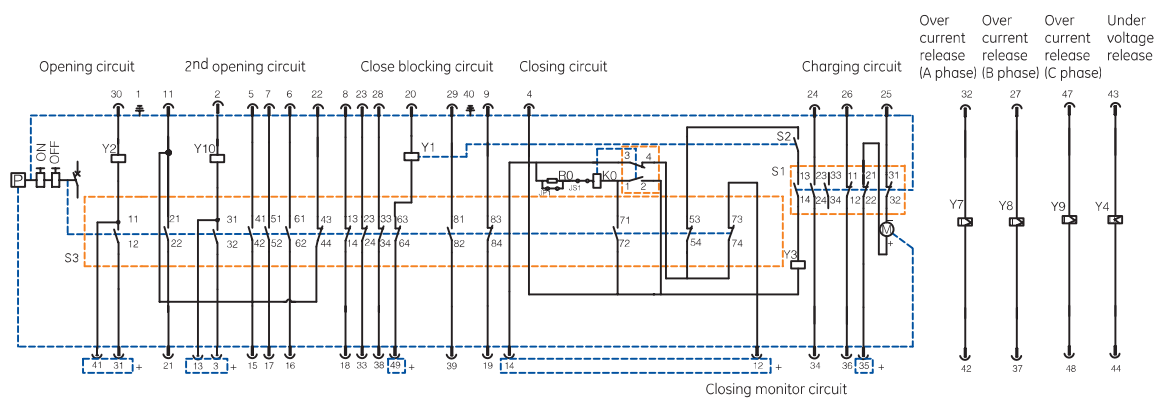 Over
current
release
(A phase)
Over
current
release
(B phase)
Over
current
release
(C phase)
Under
voltage
release
Opening circuit
2nd opening circuit
Close blocking circuit
Closing circuit
Charging circuit
30 1 11 2 5 7 6 22 8 23 28 20 29 40 9 4 24 26 25 32 27 47 43
Y2 Y10 Y1 S2
ON
OFF
P
3 4
R0 K0
JP1 JS1
1 2
S1
13 23 33 11 21 31
14 24 34 12 22 32
Y7 Y8 Y9 Y4
11 21 31 41 51 61 43 13 23 33 63 81 83 71 53 73
12 22 32 42 52 62 44 14 24 34 64 82 84 72 54 74
S3
Y3
−
M
+
41 31 + 21 13 3 + 15 17 16 18 33 38 49 + 39 19 14 12 + 34 36 35 + 42 37 48 44
Closing monitor circuit